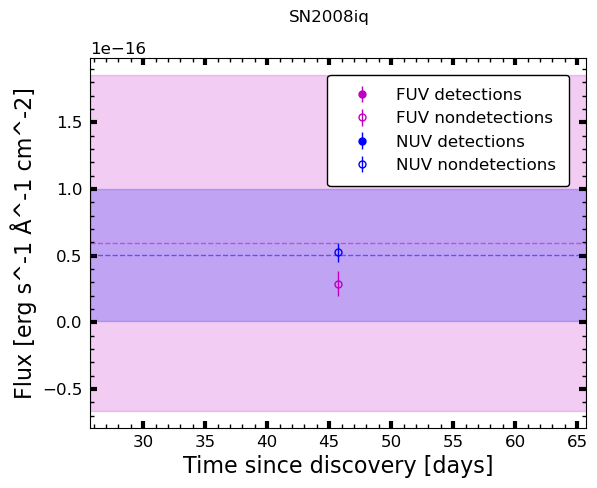 SN2008iq
1e−16
FUV detections
FUV nondetections
NUV detections
NUV nondetections
1.5
1.0
0.5
0.0
−0.5
Flux [erg s^-1 Å^-1 cm^-2]
30 35 40 45 50 55 60 65
Time since discovery [days]